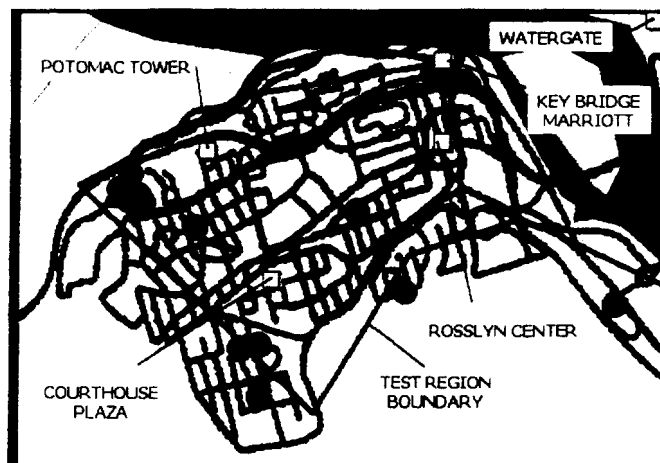 WATERGATE
POTOMAC TOWER
KEY BRIDGE
MARRIOTT
ROSSLYN CENTER
COURTHOUSE
PLAZA
TEST REGION
BOUNDARY